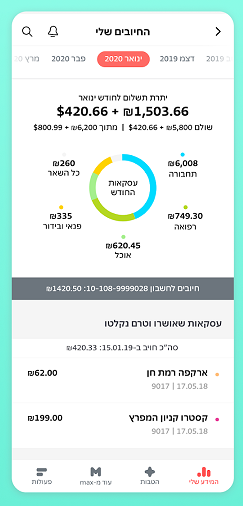 החיובים שלי
2019 ב
דצמ׳ 2019
ינואר 2020
פבר 2020
מרץ 20
יתרת תשלום לחודש ינואר
₪1,503.66 + $420.66
שולם ₪5,800 + $420.66 | מתוך ₪6,200 + $800.99
₪260
כל השאר
₪6,008
תחבורה
עסקאות
החודש
₪335
פנאי ובידור
₪749.30
רפואה
₪620.45
אוכל
חיובים לחשבון 10-108-9999028: ₪1420.50
עסקאות שאושרו וטרם נקלטו
סה״כ חויב ב-15.01.19: ₪420.33
ארקפה רמת חן ₪62.00
9017 | 17.05.18
קסטרו קניון המפרץ ₪199.00
9017 | 17.05.18
המידע שלי
הטבות
עוד מ-max
פעולות